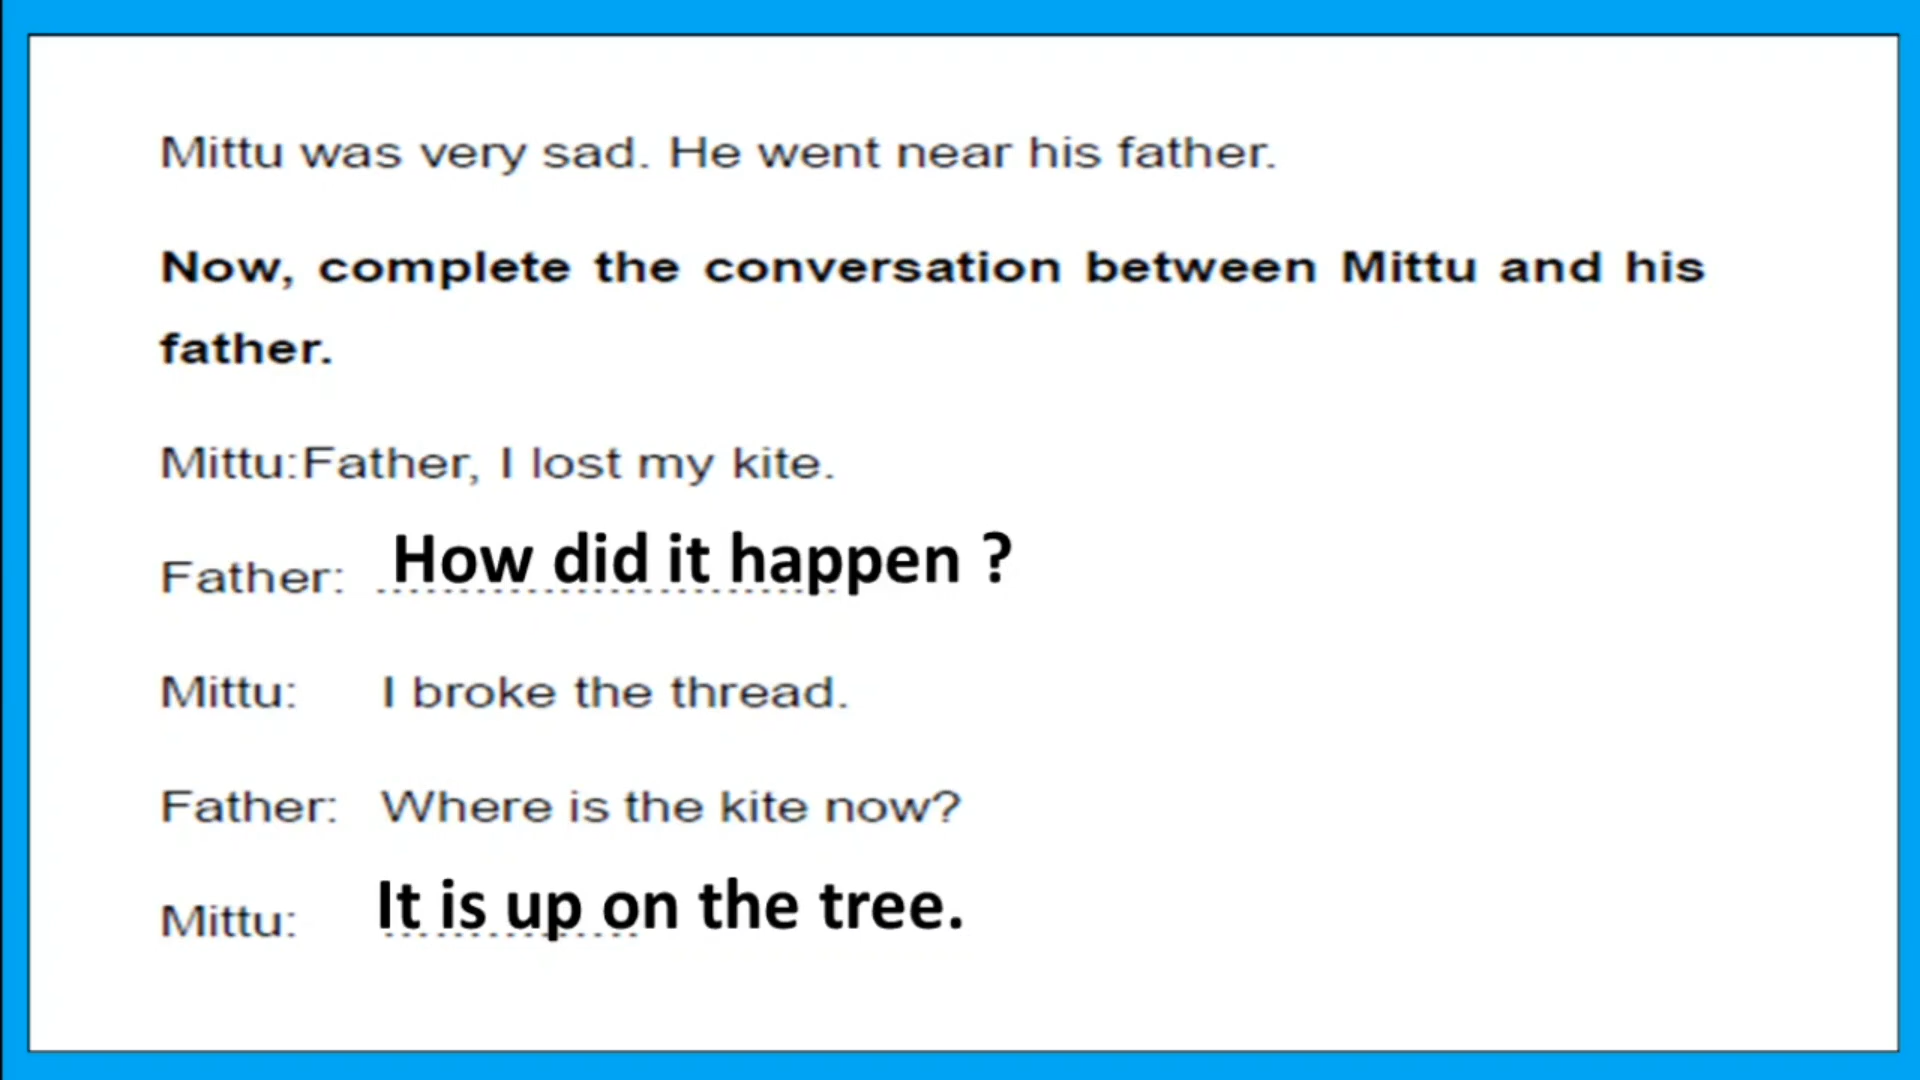 Mittu was very sad. He went near his father.
Now, complete the conversation between Mittu and his
father.
Mittu:Father, I lost my kite.
Father: How did it happen ?
Mittu: I broke the thread.
Father: Where is the kite now?
Mittu: It is up on the tree.